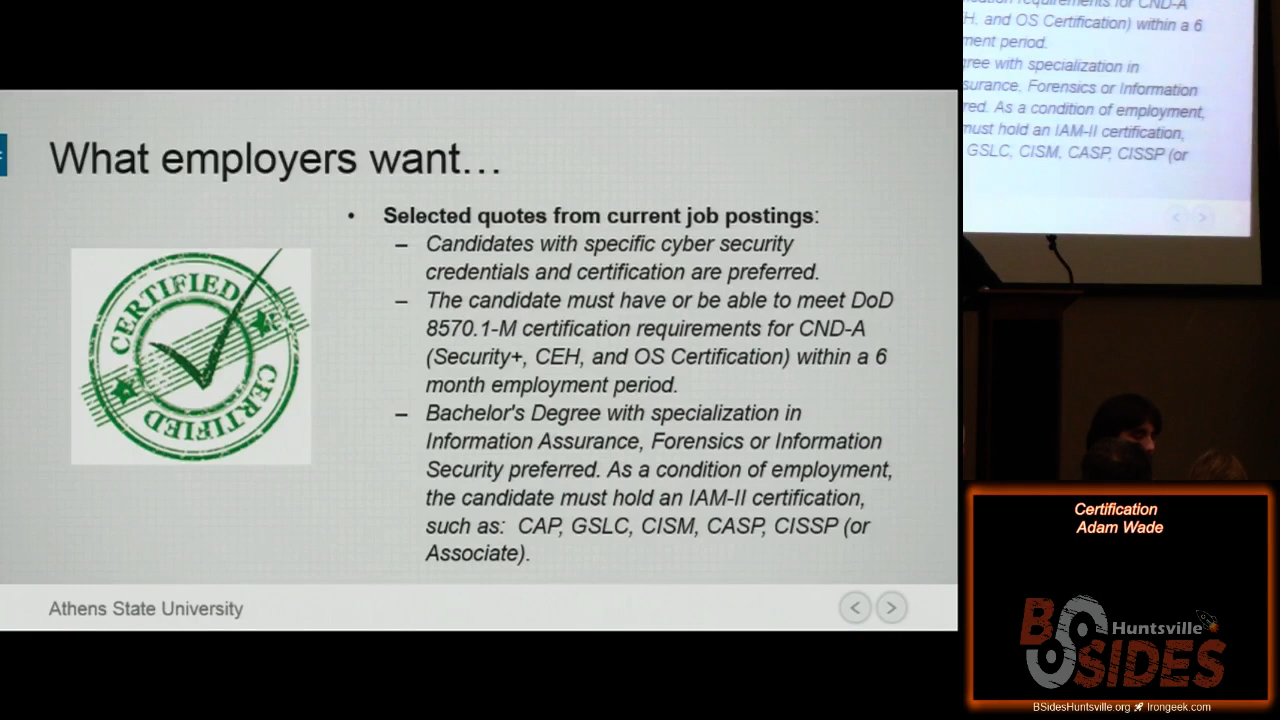 What employers want…
• Selected quotes from current job postings:
– Candidates with specific cyber security
credentials and certification are preferred.
– The candidate must have or be able to meet DoD
8570.1-M certification requirements for CND-A
(Security+, CEH, and OS Certification) within a 6
month employment period.
– Bachelor's Degree with specialization in
Information Assurance, Forensics or Information
Security preferred. As a condition of employment,
the candidate must hold an IAM-II certification,
such as: CAP, GSLC, CISM, CASP, CISSP (or
Associate).
CERTIFIED
CERTIFIED
Athens State University
requirements for CND-A
H, and OS Certification) within a 6
ment period.
ree with specialization in
surance, Forensics or Information
red. As a condition of employment,
must hold an IAM-II certification,
GSLC, CISM, CASP, CISSP (or
Certification
Adam Wade
BSIDES
Huntsville
BSidesHuntsville.org Irongeek.com